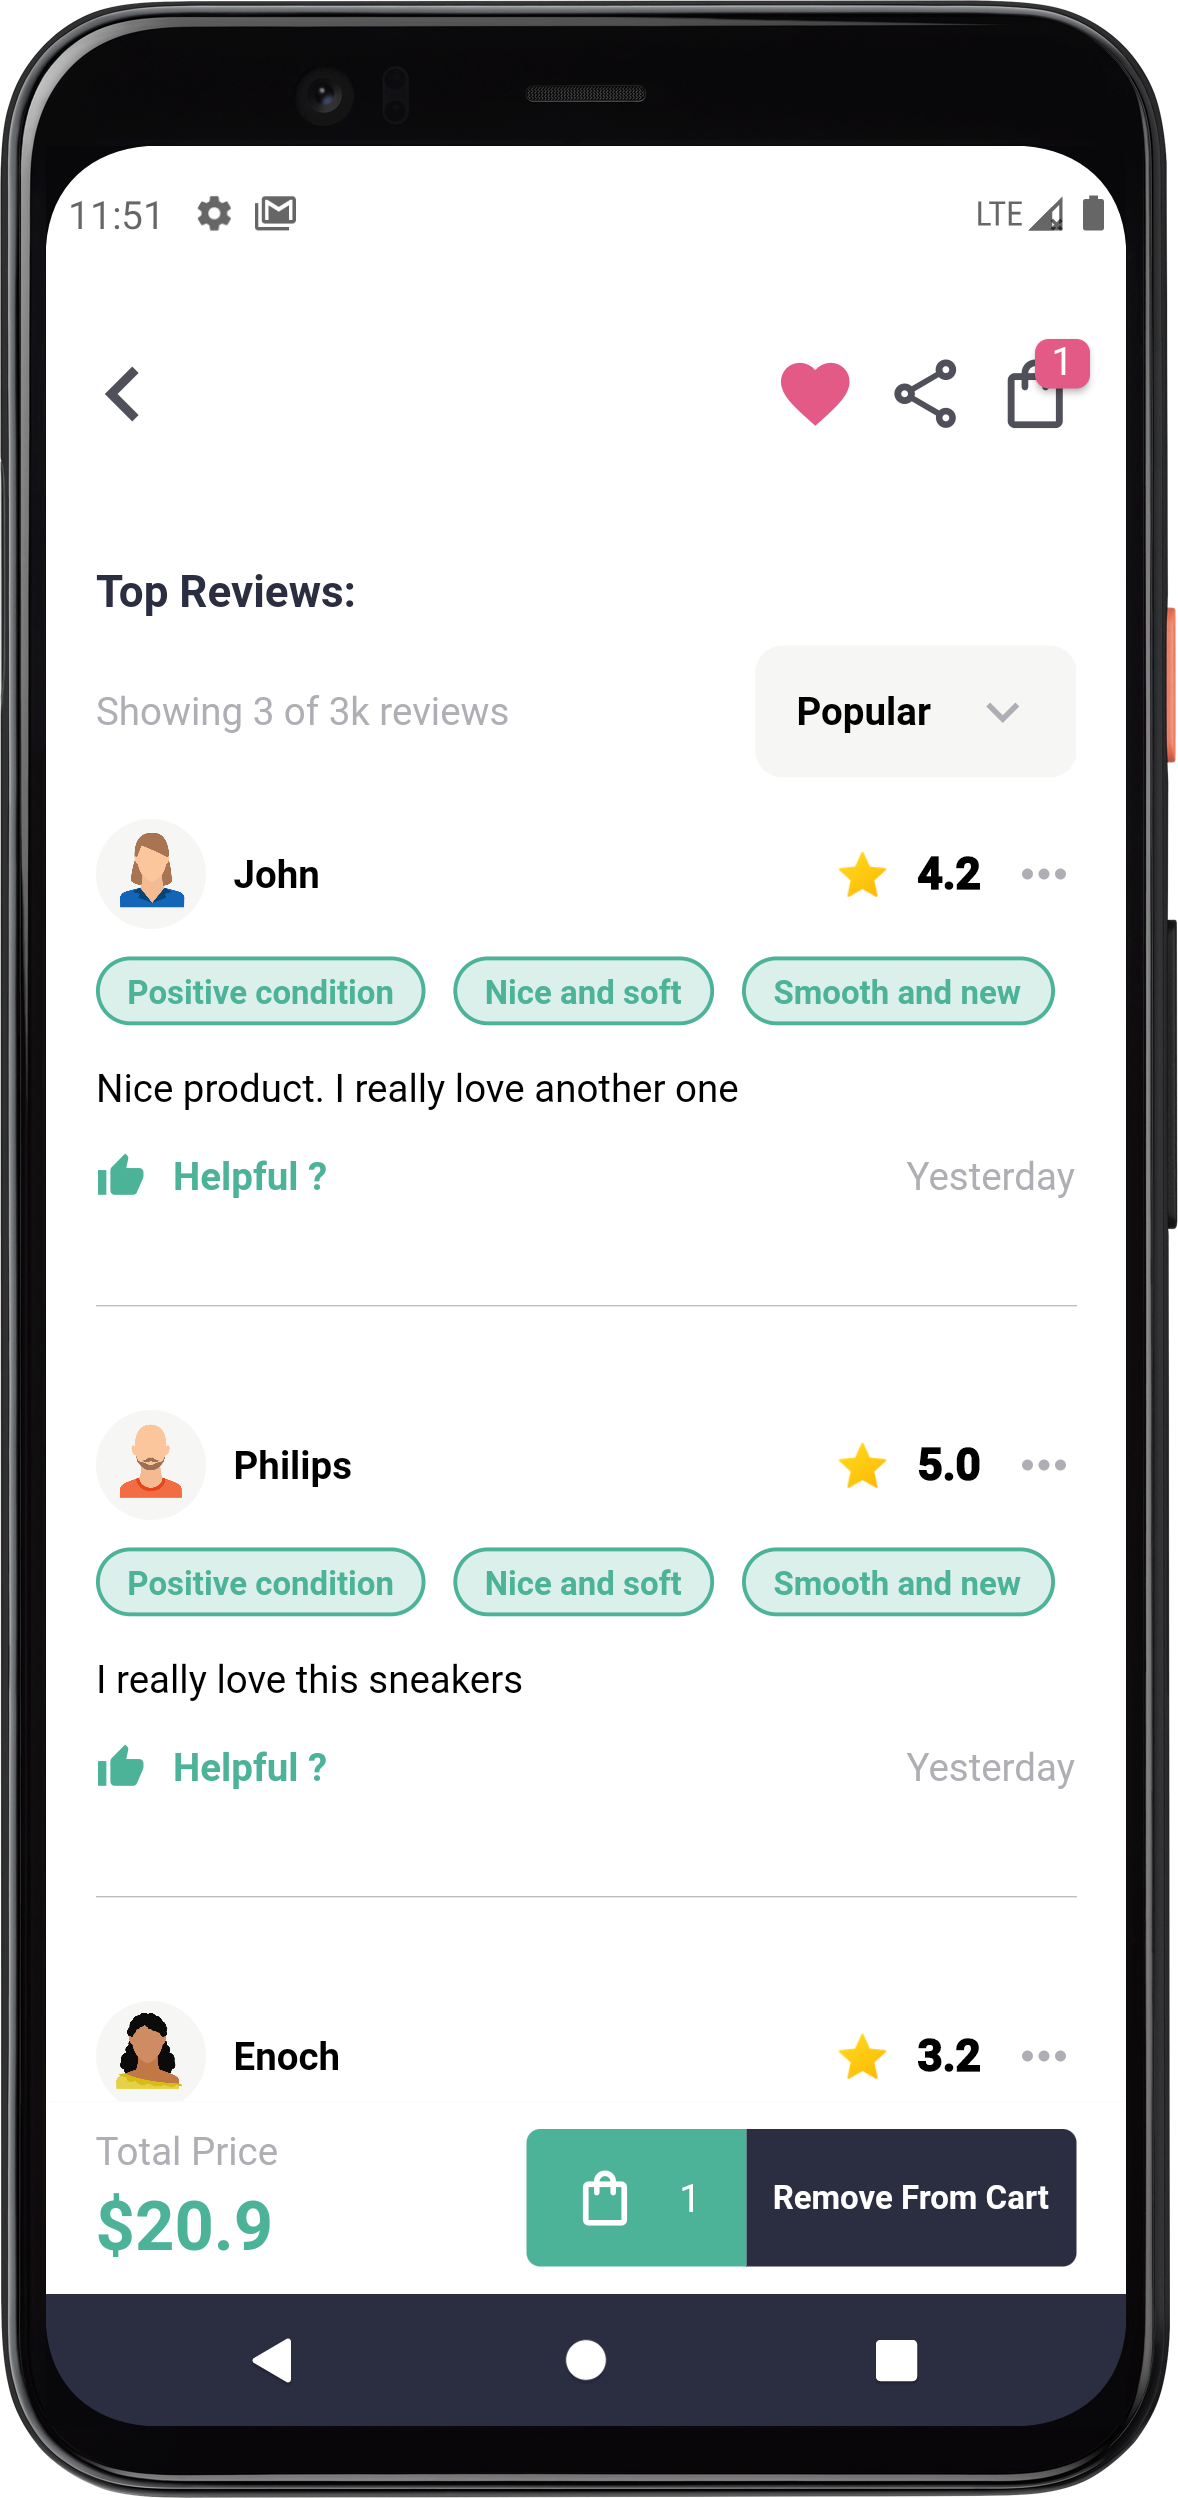 11:51 LTE
1
Top Reviews:
Showing 3 of 3k reviews Popular
John 4.2
Positive condition Nice and soft Smooth and new
Nice product. I really love another one
Helpful ? Yesterday
Philips 5.0
Positive condition Nice and soft Smooth and new
I really love this sneakers
Helpful ? Yesterday
Enoch 3.2
Total Price
$20.9
1 Remove From Cart